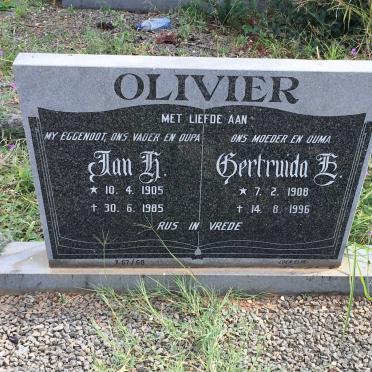 OLIVIER
MET LIEFDE AAN
MY EGGENOOT, ONS VADER EN OUPA
Jan H.
* 10. 4. 1905
† 30. 6. 1985
ONS MOEDER EN OUMA
Gertruida E.
* 7. 2. 1908
† 14. 8. 1996
RUS IN VREDE